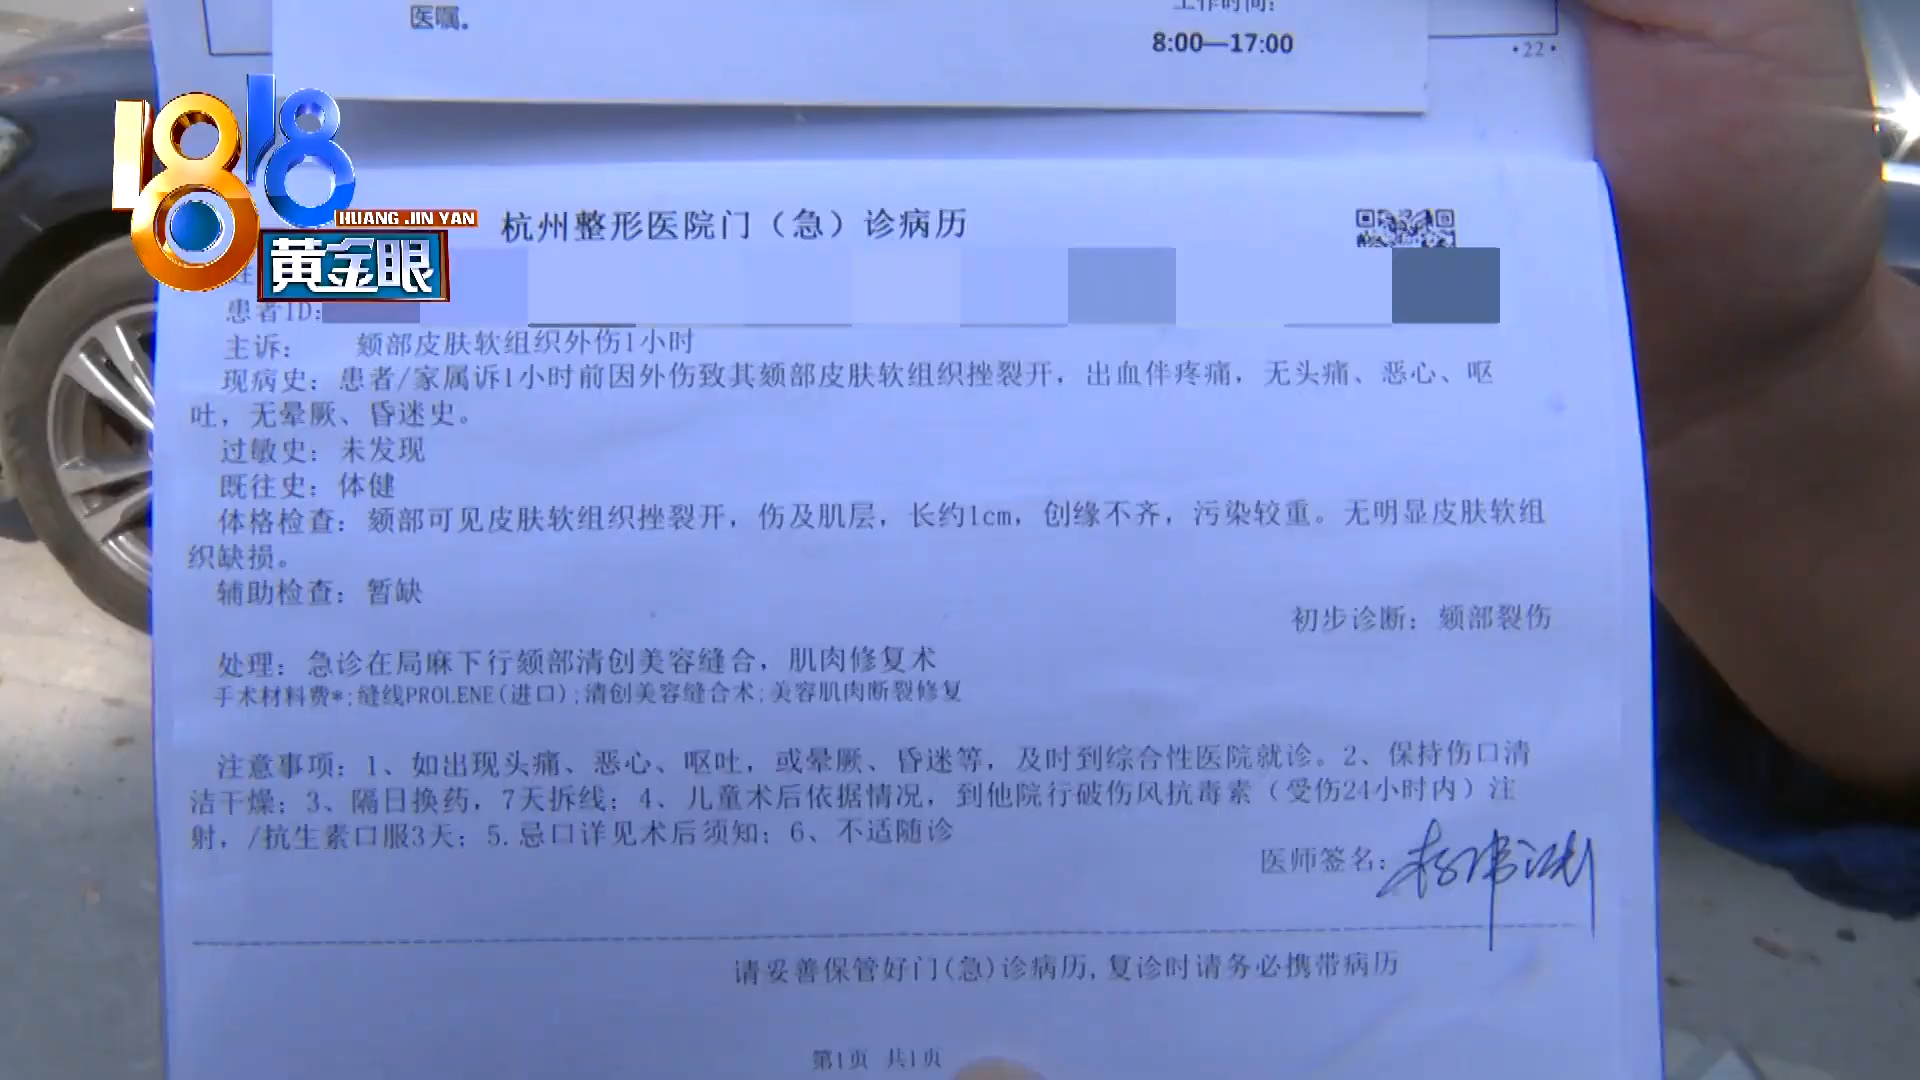 医嘱。
工作时间:
8:00—17:00
·22·
1818
HUANG JIN YAN
黄金眼
杭州整形医院门（急）诊病历
患者ID:
主诉： 颏部皮肤软组织外伤1小时
现病史：患者/家属诉1小时前因外伤致其颏部皮肤软组织挫裂开，出血伴疼痛，无头痛、恶心、呕
吐，无晕厥、昏迷史。
过敏史：未发现
既往史：体健
体格检查：颏部可见皮肤软组织挫裂开，伤及肌层，长约1cm，创缘不齐，污染较重。无明显皮肤软组
织缺损。
辅助检查：暂缺
初步诊断：颏部裂伤
处理：急诊在局麻下行颏部清创美容缝合，肌肉修复术
手术材料费*;缝线PROLENE(进口);清创美容缝合术;美容肌肉断裂修复
注意事项：1、如出现头痛、恶心、呕吐，或晕厥、昏迷等，及时到综合性医院就诊。2、保持伤口清
洁干燥；3、隔日换药，7天拆线；4、儿童术后依据情况，到他院行破伤风抗毒素（受伤24小时内）注
射，/抗生素口服3天；5.忌口详见术后须知；6、不适随诊
医师签名:
请妥善保管好门(急)诊病历,复诊时请务必携带病历
第1页 共1页